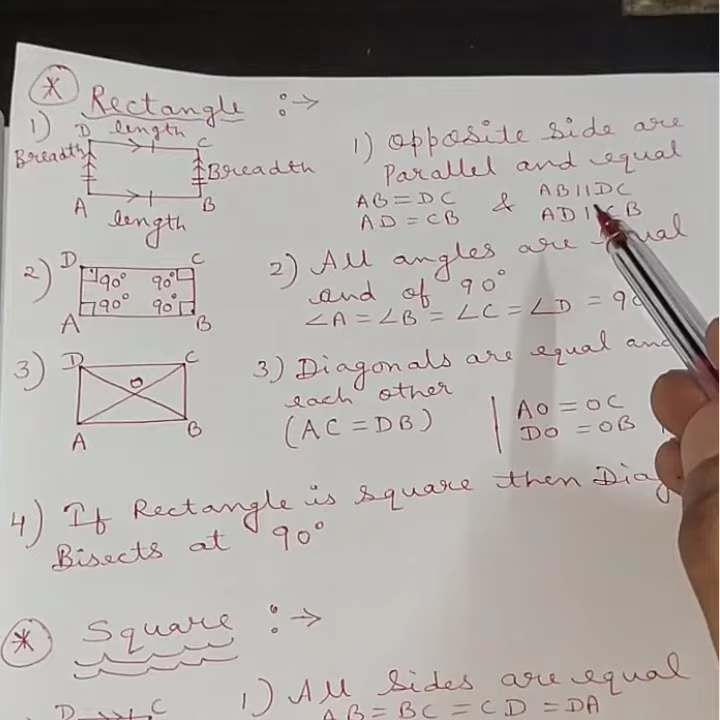 * Rectangle :→
1) D length C
Breadth Breadth
A length B
1) Opposite side are
Parallel and equal
AB = DC & AB || DC
AD = CB AD || CB
2) D C
90° 90°
90° 90°
A B
2) All angles are equal
and of 90°
∠A = ∠B = ∠C = ∠D =
3) D C
O
A B
3) Diagonals are equal and
each other
(AC = DB) | AO = OC
DO = OB
4) If Rectangle is square then
Bisects at 90°
* Square :→
D C
1) All sides are equal
AB = BC = CD = DA